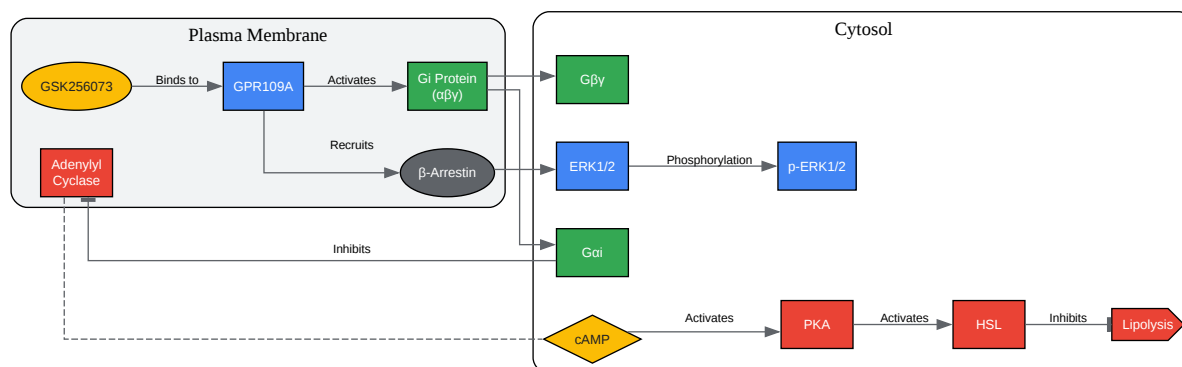 Plasma Membrane
Cytosol
GSK256073
Binds to
GPR109A
Activates
Gi Protein
(αβγ)
Gβγ
Recruits
Adenylyl
Cyclase
β-Arrestin
ERK1/2
Phosphorylation
p-ERK1/2
Inhibits
Gαi
cAMP
Activates
PKA
Activates
HSL
Inhibits
Lipolysis